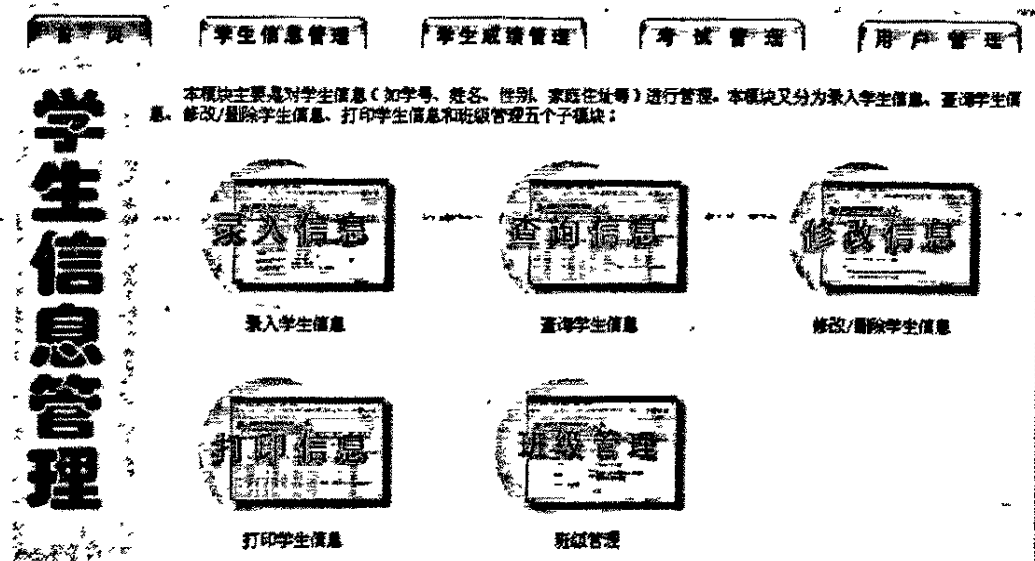 首 页
学生信息管理
学生成绩管理
考 试 管 理
用 户 管 理
学生信息管理
本模块主要是对学生信息(如学号、姓名、性别、家庭住址等)进行管理。本模块又分为录入学生信息、查询学生信
息、修改/删除学生信息、打印学生信息和班级管理五个子模块:
录入信息
查询信息
修改信息
录入学生信息
查询学生信息
修改/删除学生信息
打印信息
班级管理
打印学生信息
班级管理